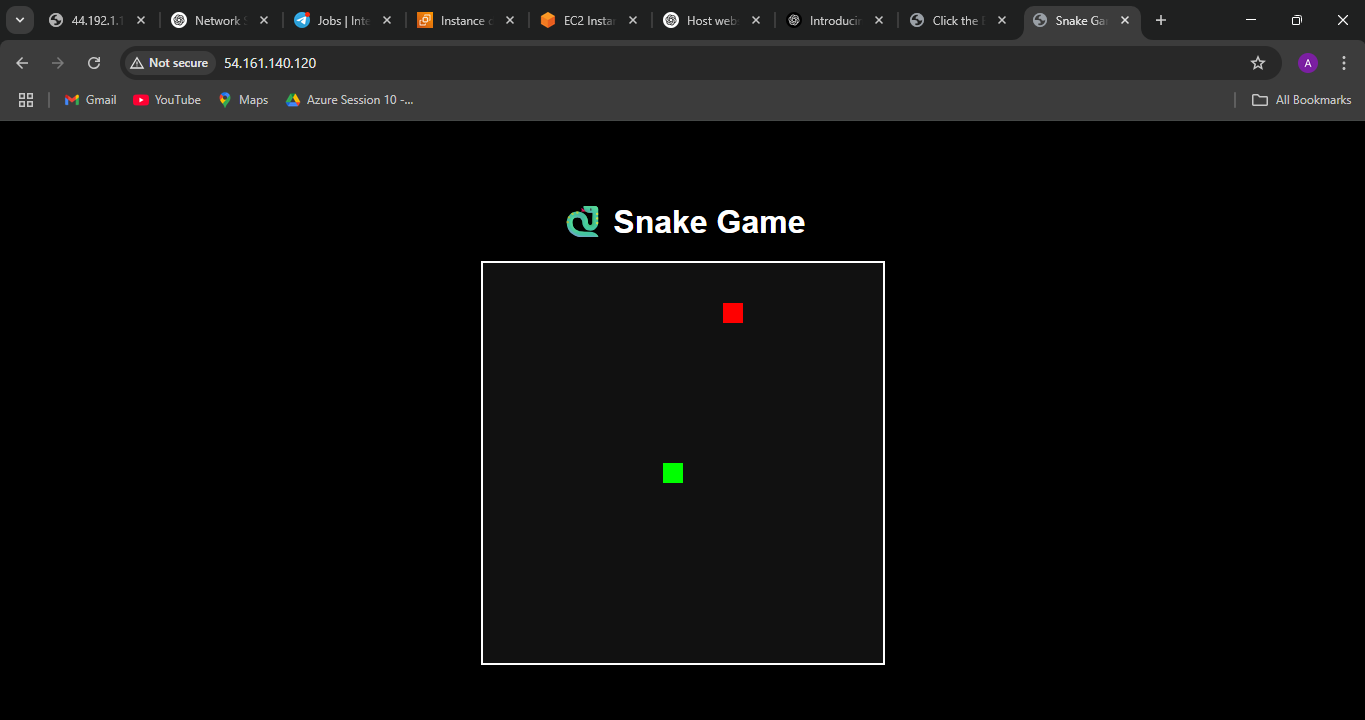 44.192.1.1
Network S
Jobs | Inte
Instance c
EC2 Instan
Host web
Introducin
Click the
Snake Gar
Not secure
54.161.140.120
A
Gmail
YouTube
Maps
Azure Session 10 -...
All Bookmarks
Snake Game